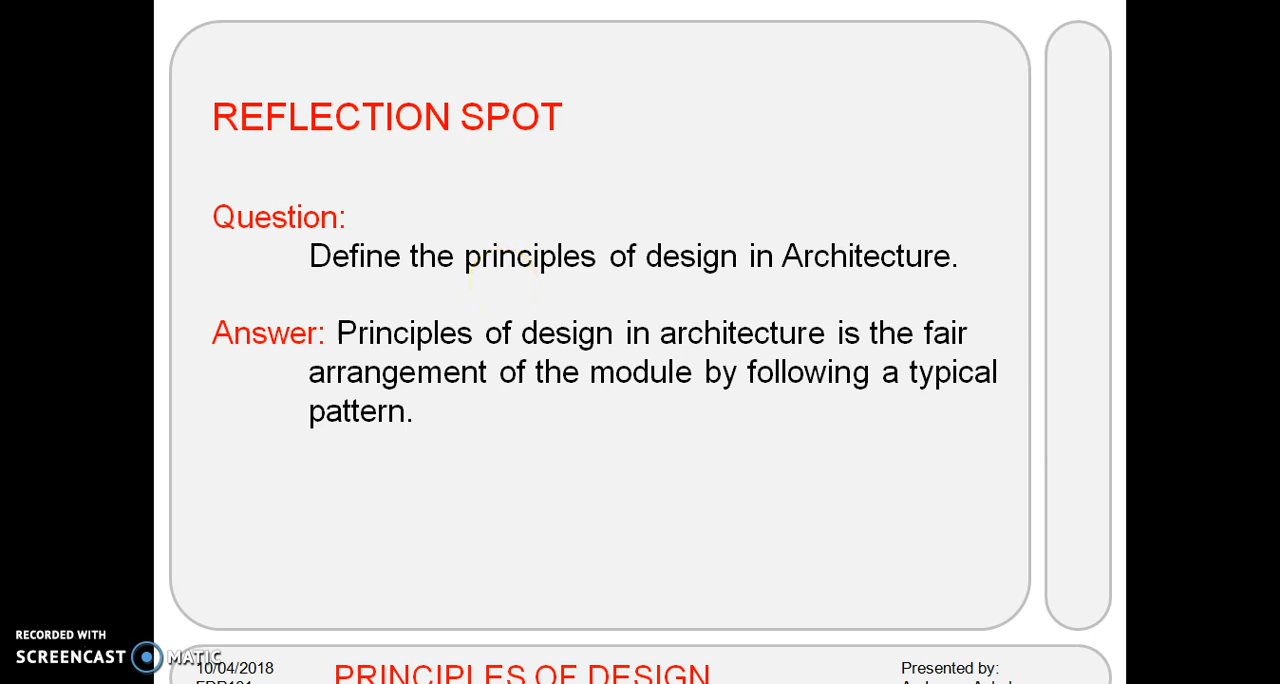 REFLECTION SPOT
Question:
Define the principles of design in Architecture.
Answer: Principles of design in architecture is the fair
arrangement of the module by following a typical
pattern.
RECORDED WITH
SCREENCAST MATIC
10/04/2018
PRINCIPLES OF DESIGN
Presented by: